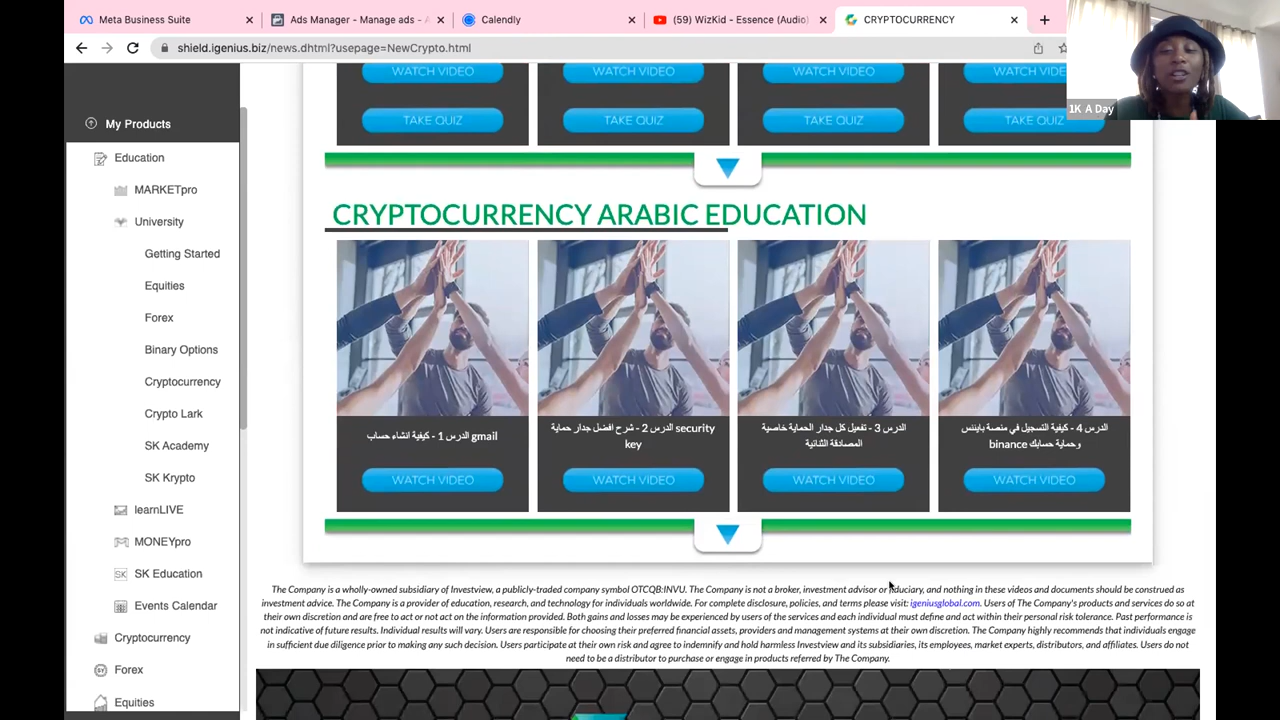 Meta Business Suite
Ads Manager - Manage ads - A
Calendly
(59) WizKid - Essence (Audio)
CRYPTOCURRENCY
shield.igenius.biz/news.dhtml?usepage=NewCrypto.html
1K A Day
My Products
Education
MARKETpro
University
Getting Started
Equities
Forex
Binary Options
Cryptocurrency
Crypto Lark
SK Academy
SK Krypto
learnLIVE
MONEYpro
SK Education
Events Calendar
Cryptocurrency
Forex
Equities
WATCH VIDEO
WATCH VIDEO
WATCH VIDEO
WATCH VID
TAKE QUIZ
TAKE QUIZ
TAKE QUIZ
TAKE QUIZ
CRYPTOCURRENCY ARABIC EDUCATION
الدرس 1 - كيفية انشاء حساب gmail
الدرس 2 - شرح افضل جدار حماية security
key
الدرس 3 - تفعيل كل جدار الحماية خاصية
المصادقة الثنائية
الدرس 4 - كيفية التسجيل في منصة بايننس
binance وحماية حسابك
WATCH VIDEO
WATCH VIDEO
WATCH VIDEO
WATCH VIDEO
The Company is a wholly-owned subsidiary of Investview, a publicly-traded company symbol OTCQB:INVU. The Company is not a broker, investment advisor or fiduciary, and nothing in these videos and documents should be construed as
investment advice. The Company is a provider of education, research, and technology for individuals worldwide. For complete disclosure, policies, and terms please visit: igeniusglobal.com. Users of The Company's products and services do so at
their own discretion and are free to act or not act on the information provided. Both gains and losses may be experienced by users of the services and each individual must define and act within their personal risk tolerance. Past performance is
not indicative of future results. Individual results will vary. Users are responsible for choosing their preferred financial assets, providers and management systems at their own discretion. The Company highly recommends that individuals engage
in sufficient due diligence prior to making any such decision. Users participate at their own risk and agree to indemnify and hold harmless Investview and its subsidiaries, its employees, market experts, distributors, and affiliates. Users do not
need to be a distributor to purchase or engage in products referred by The Company.